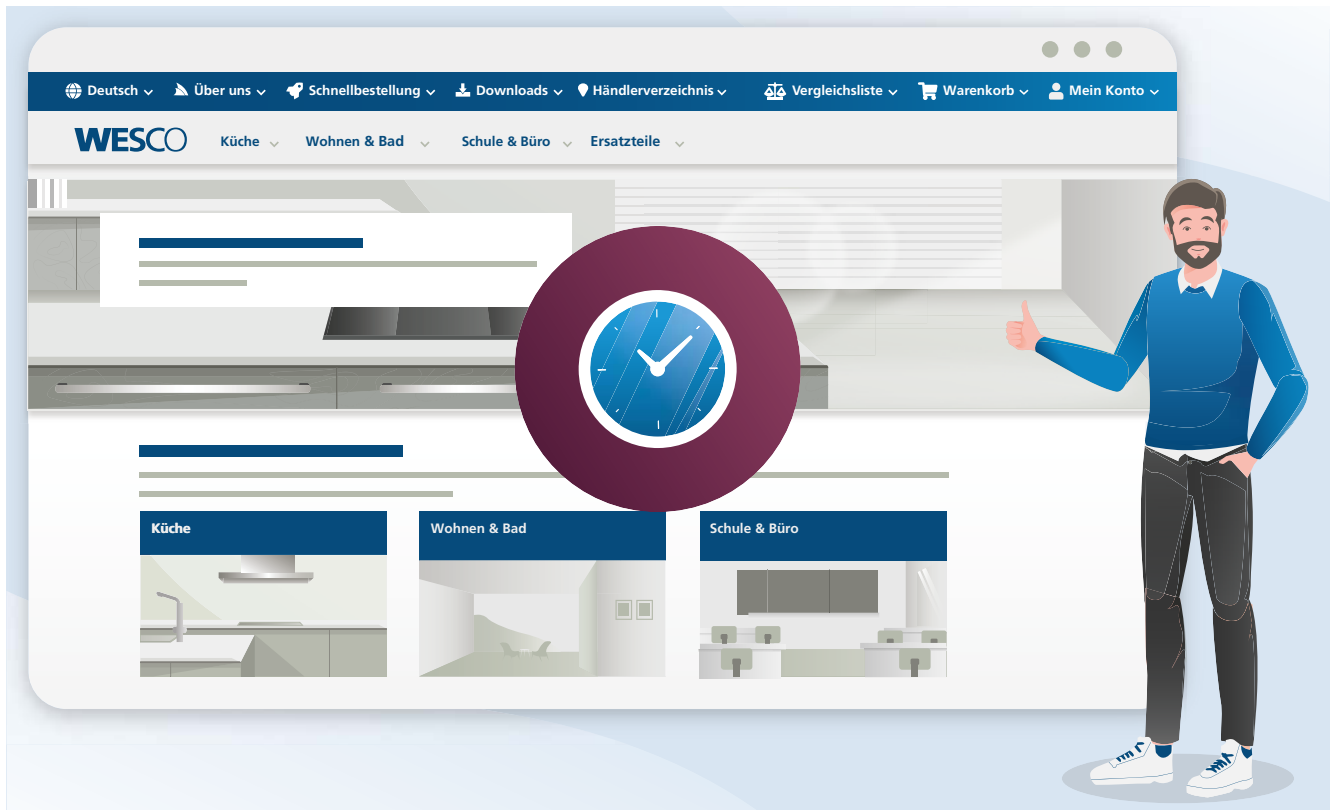 Deutsch Über uns Schnellbestellung Downloads Händlerverzeichnis Vergleichsliste Warenkorb Mein Konto
WESCO Küche Wohnen & Bad Schule & Büro Ersatzteile
Küche Wohnen & Bad Schule & Büro